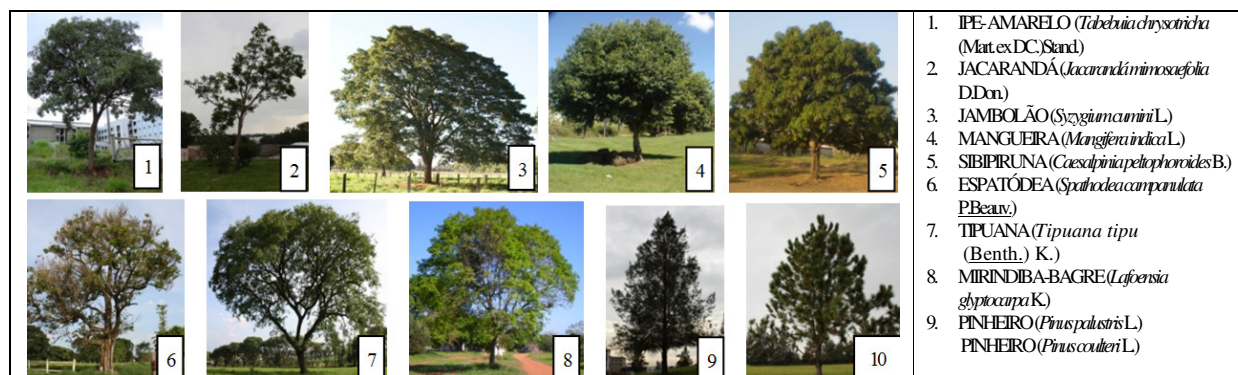 1
2
3
4
5
6
7
8
9
10
1. IPE-AMARELO (Tabebuia chrysotricha
(Mart. ex DC.) Stand.)
2. JACARANDÁ (Jacarandá mimosaefolia
D.Don.)
3. JAMBOLÃO (Syzygium cumini L.)
4. MANGUEIRA (Mangifera indica L.)
5. SIBIPIRUNA (Caesalpinia peltophoroides B.)
6. ESPATÓDEA (Spathodea campanulata
P.Beauv.)
7. TIPUANA (Tipuana tipu
(Benth.) K.)
8. MIRINDIBA-BAGRE (Lafoensia
glyptocarpa K.)
9. PINHEIRO (Pinus palustris L.)
PINHEIRO (Pinus coulteri L.)